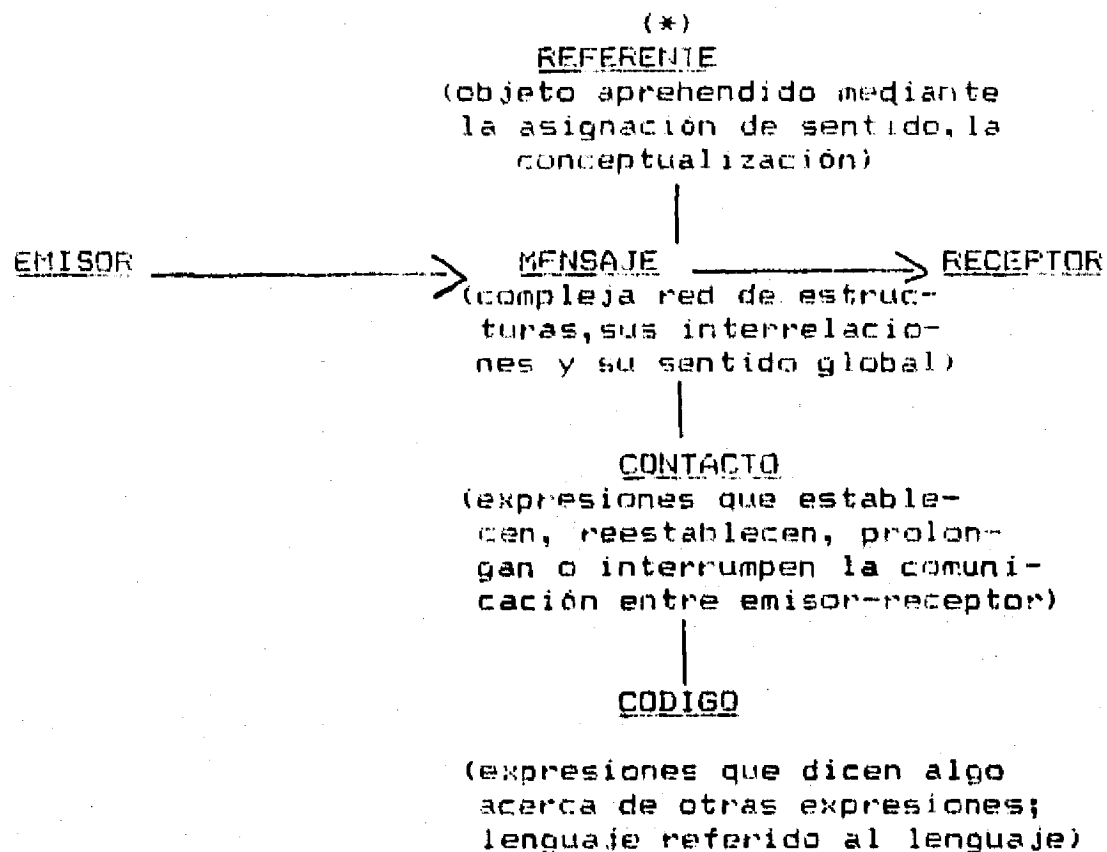 (*)
REFERENTE
(objeto aprehendido mediante
la asignación de sentido,la
conceptualización)
EMISOR MENSAJE RECEPTOR
(compleja red de estruc-
turas,sus interrelacio-
nes y su sentido global)
CONTACTO
(expresiones que estable-
cen, reestablecen, prolon-
gan o interrumpen la comuni-
cación entre emisor-receptor)
CODIGO
(expresiones que dicen algo
acerca de otras expresiones;
lenguaje referido al lenguaje)